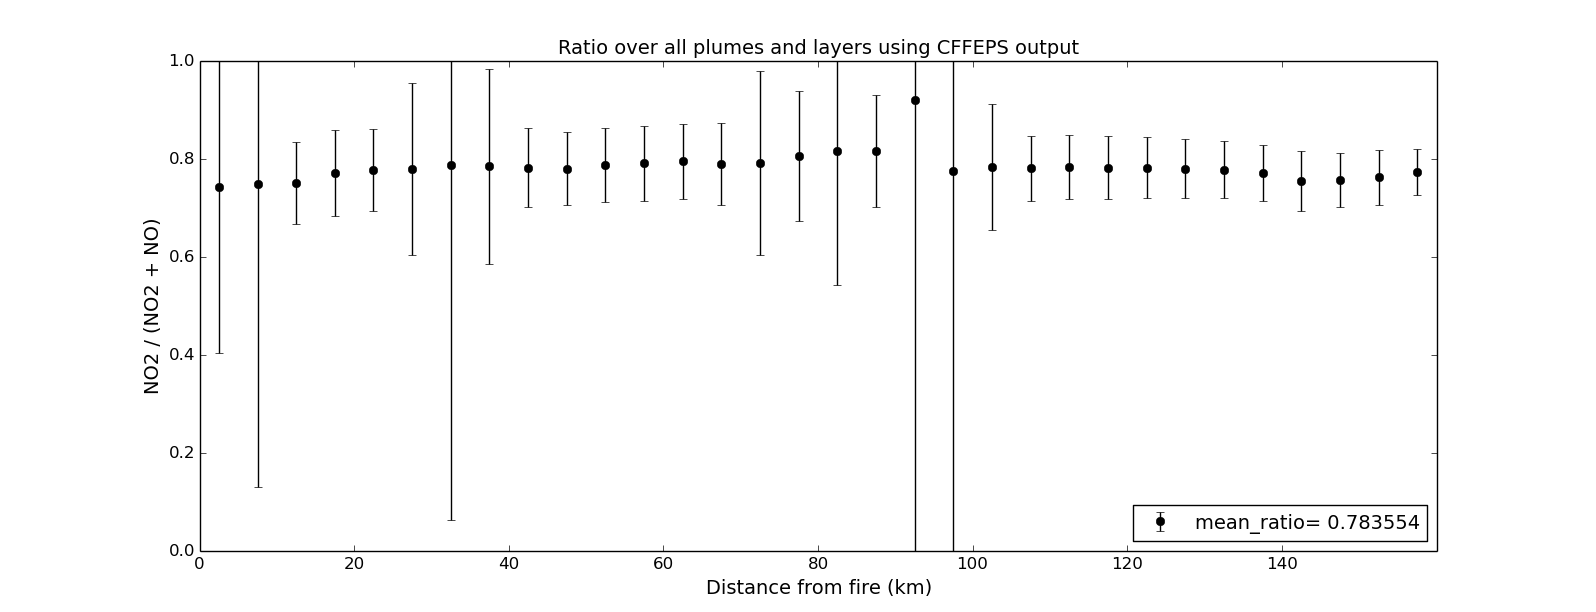 Ratio over all plumes and layers using CFFEPS output
1.0
0.8
0.6
0.4
0.2
0.0
NO2 / (NO2 + NO)
mean_ratio= 0.783554
0 20 40 60 80 100 120 140
Distance from fire (km)